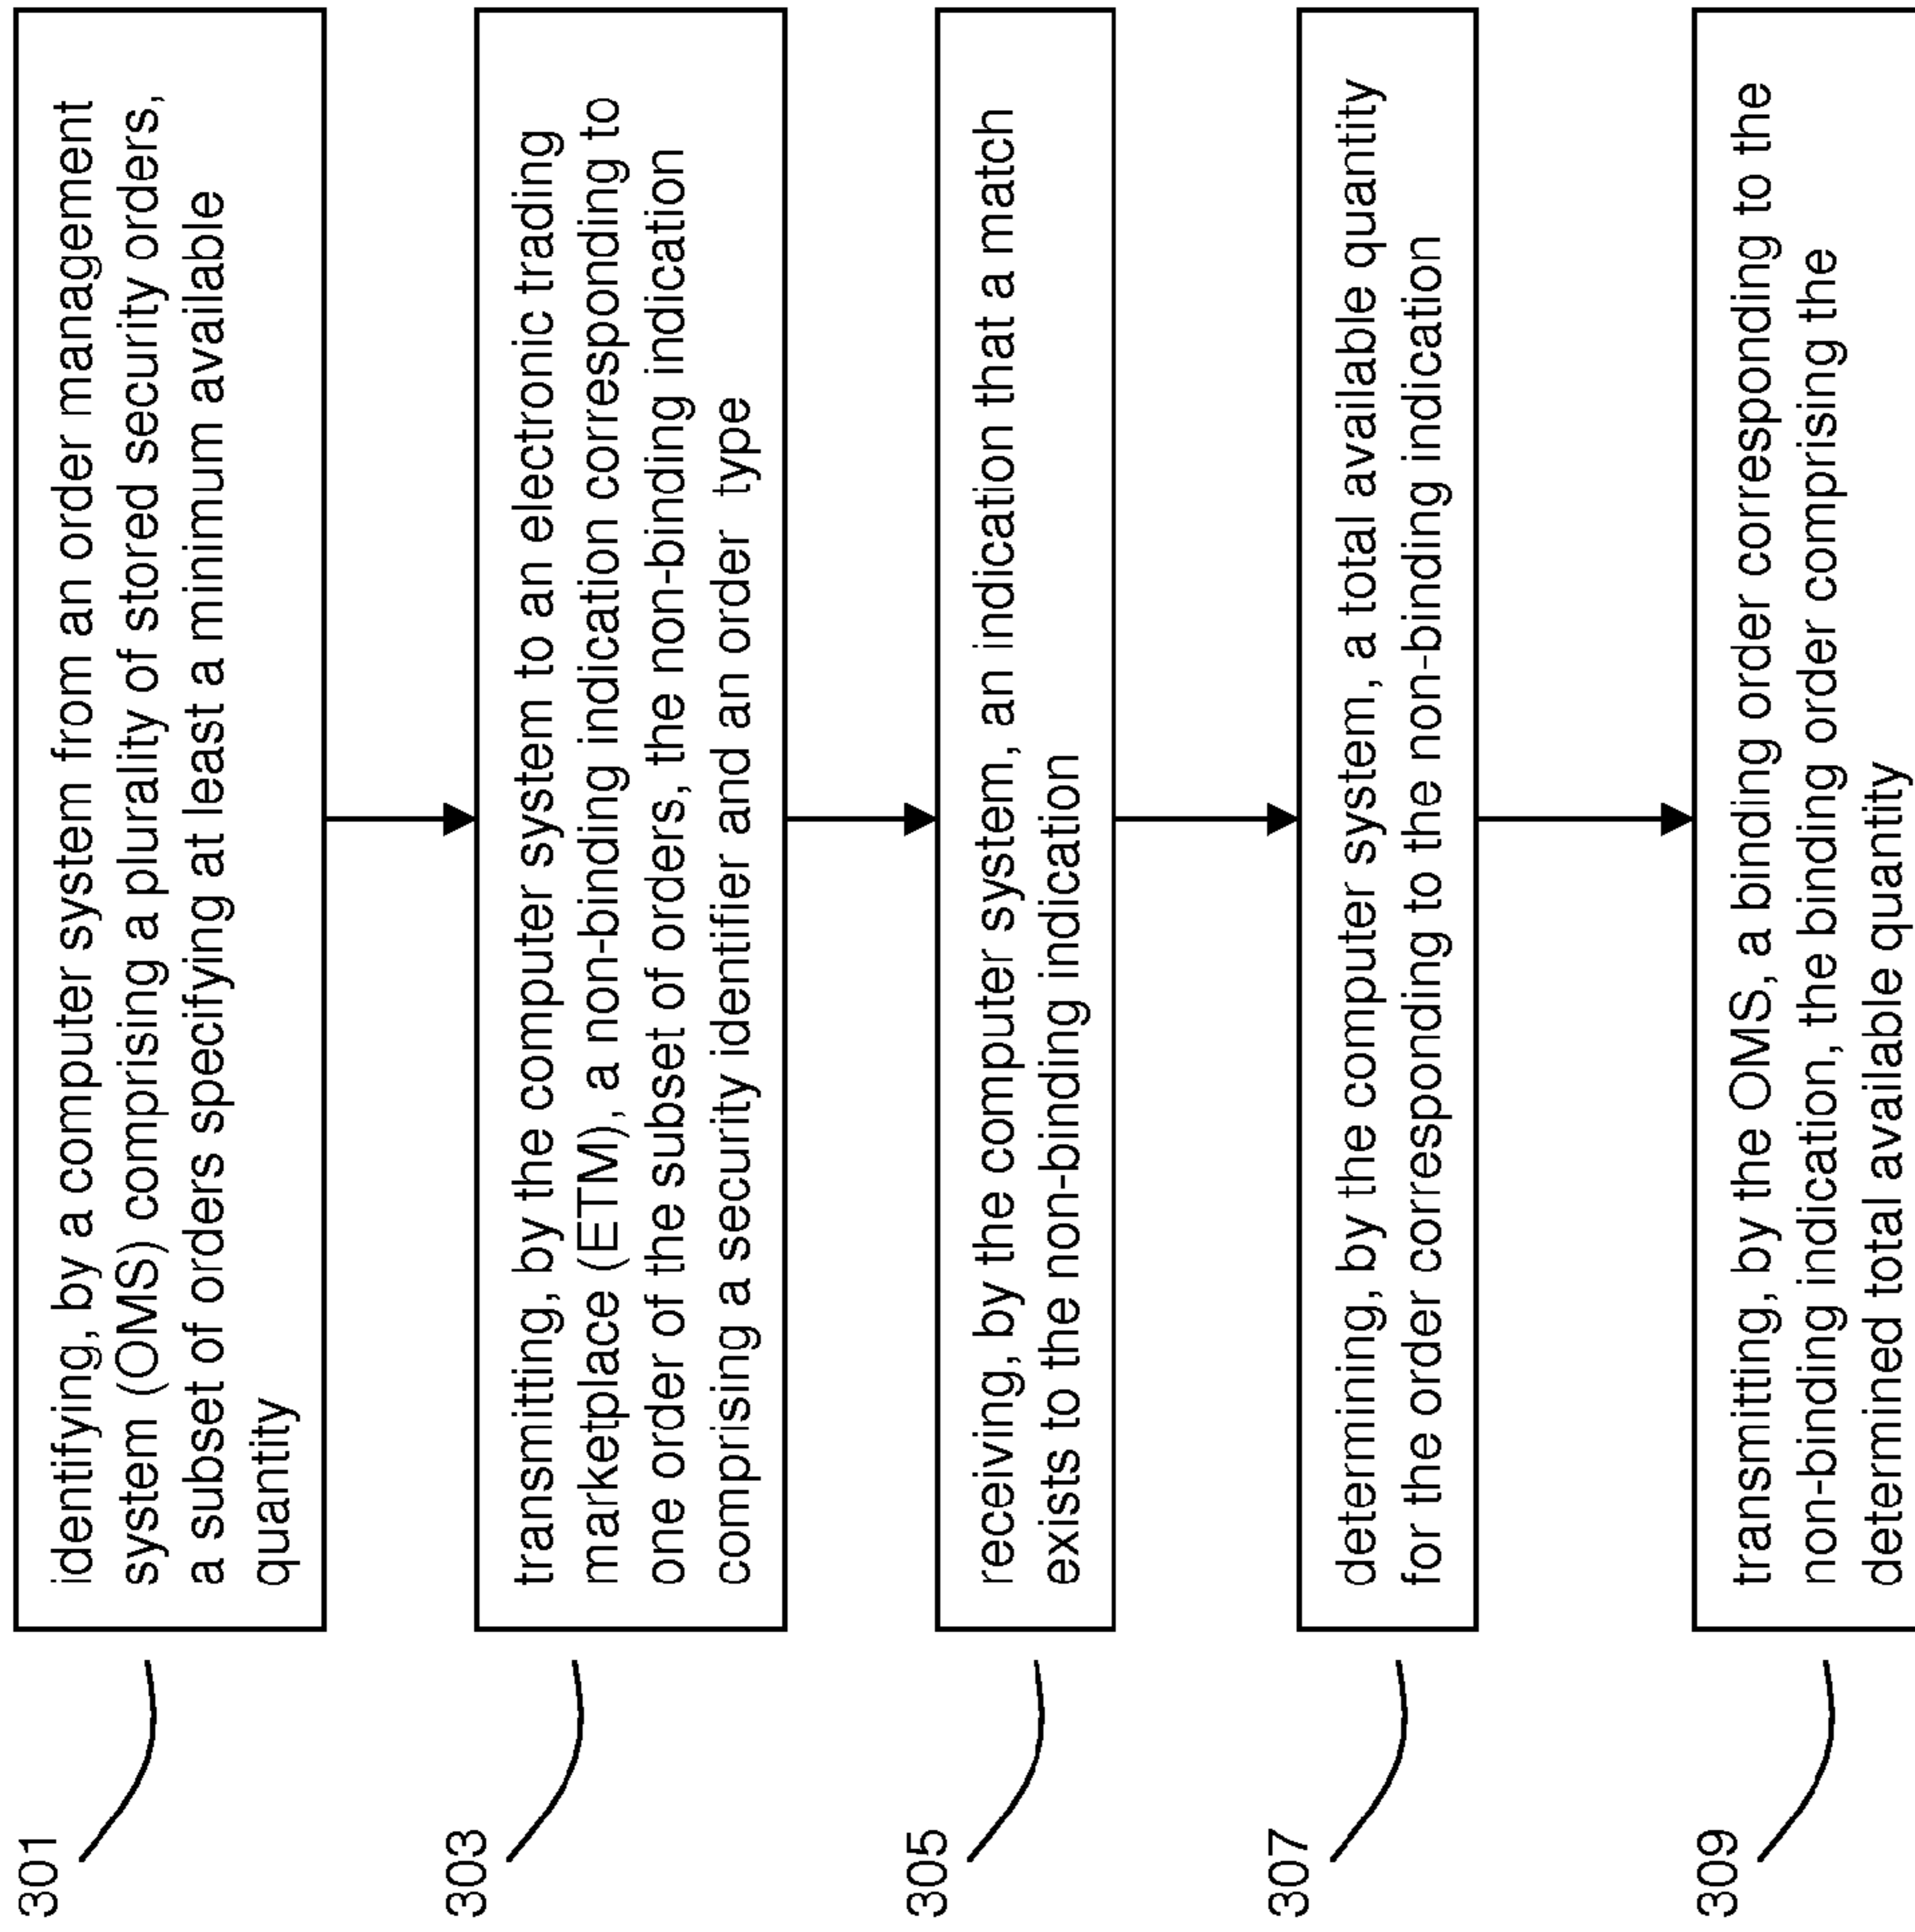 301
identifying, by a computer system from an order management
system (OMS) comprising a plurality of stored security orders,
a subset of orders specifying at least a minimum available
quantity
303
transmitting, by the computer system to an electronic trading
marketplace (ETM), a non-binding indication corresponding to
one order of the subset of orders, the non-binding indication
comprising a security identifier and an order type
305
receiving, by the computer system, an indication that a match
exists to the non-binding indication
307
determining, by the computer system, a total available quantity
for the order corresponding to the non-binding indication
309
transmitting, by the OMS, a binding order corresponding to the
non-binding indication, the binding order comprising the
determined total available quantity